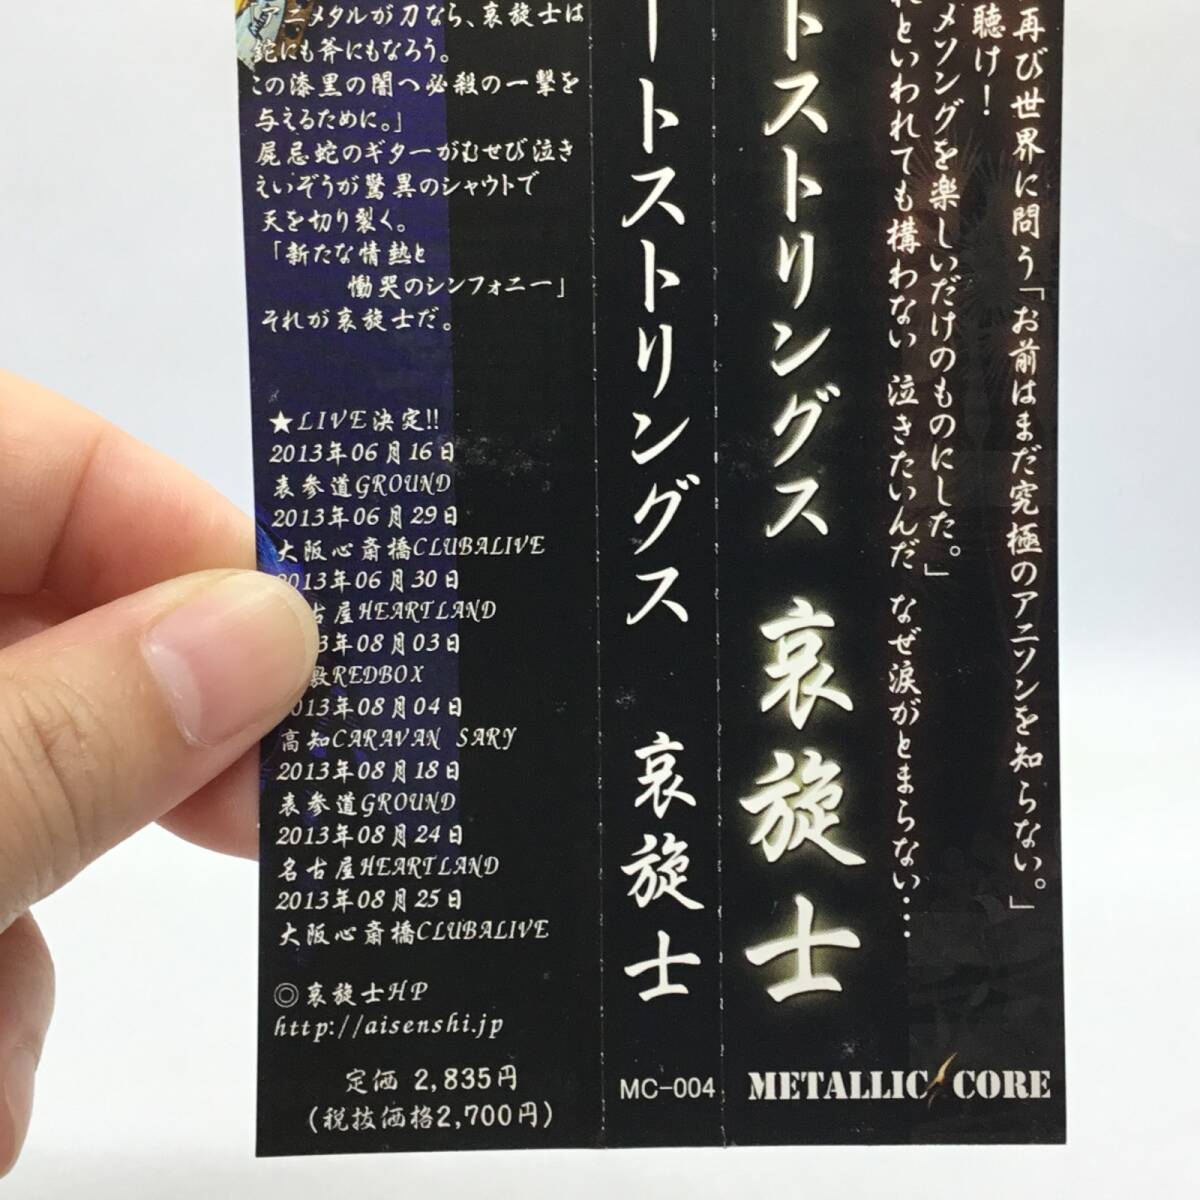 「アニメタルが刀なら、哀旋士は
鉈にも斧にもなろう。
この漆黒の闇へ必殺の一撃を
与えるために。」
屍忌蛇のギターがむせび泣き
えいぞうが驚異のシャウトで
天を切り裂く。
「新たな情熱と
慟哭のシンフォニー」
それが哀旋士だ。
★LIVE決定!!
2013年06月16日
表参道GROUND
2013年06月29日
大阪心斎橋CLUBALIVE
2013年06月30日
名古屋HEARTLAND
13年08月03日
敷REDBOX
2013年08月04日
高知CARAVAN SARY
2013年08月18日
表参道GROUND
2013年08月24日
名古屋HEARTLAND
2013年08月25日
大阪心斎橋CLUBALIVE
◎哀旋士HP
http://aisenshi.jp
定価 2,835円
(税抜価格2,700円)
ートストリングス 哀旋士
MC-004
トストリングス 哀旋士
METALLIC CORE
再び世界に問う「お前はまだ究極のアニソンを知らない。」
聴け!
メソングを楽しいだけのものにした。」
れといわれても構わない 泣きたいんだ なぜ涙がとまらない・・・